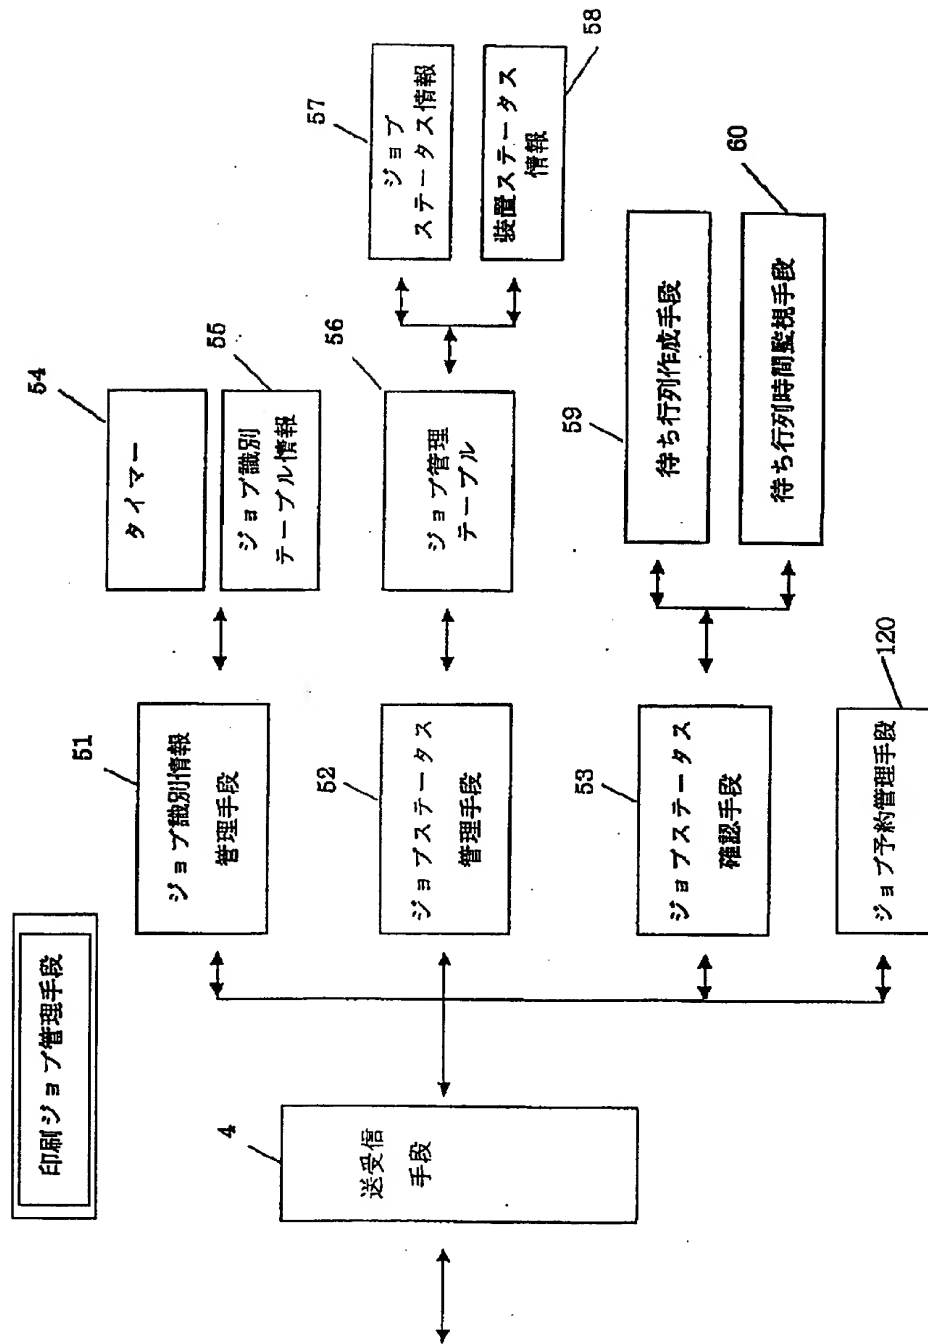 印刷ジョブ管理手段
4
送受信
手段
51
ジョブ識別情報
管理手段
52
ジョブステータス
管理手段
53
ジョブステータス
確認手段
120
ジョブ予約管理手段
54
タイマー
55
ジョブ識別
テーブル情報
56
ジョブ管理
テーブル
57
ジョブ
ステータス情報
58
装置ステータス
情報
59
待ち行列作成手段
60
待ち行列時間監視手段